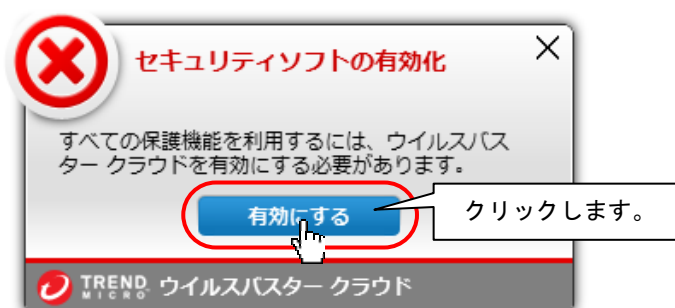 セキュリティソフトの有効化
すべての保護機能を利用するには、ウイルスバス
ター クラウドを有効にする必要があります。
有効にする
クリックします。
TREND MICRO ウイルスバスター クラウド